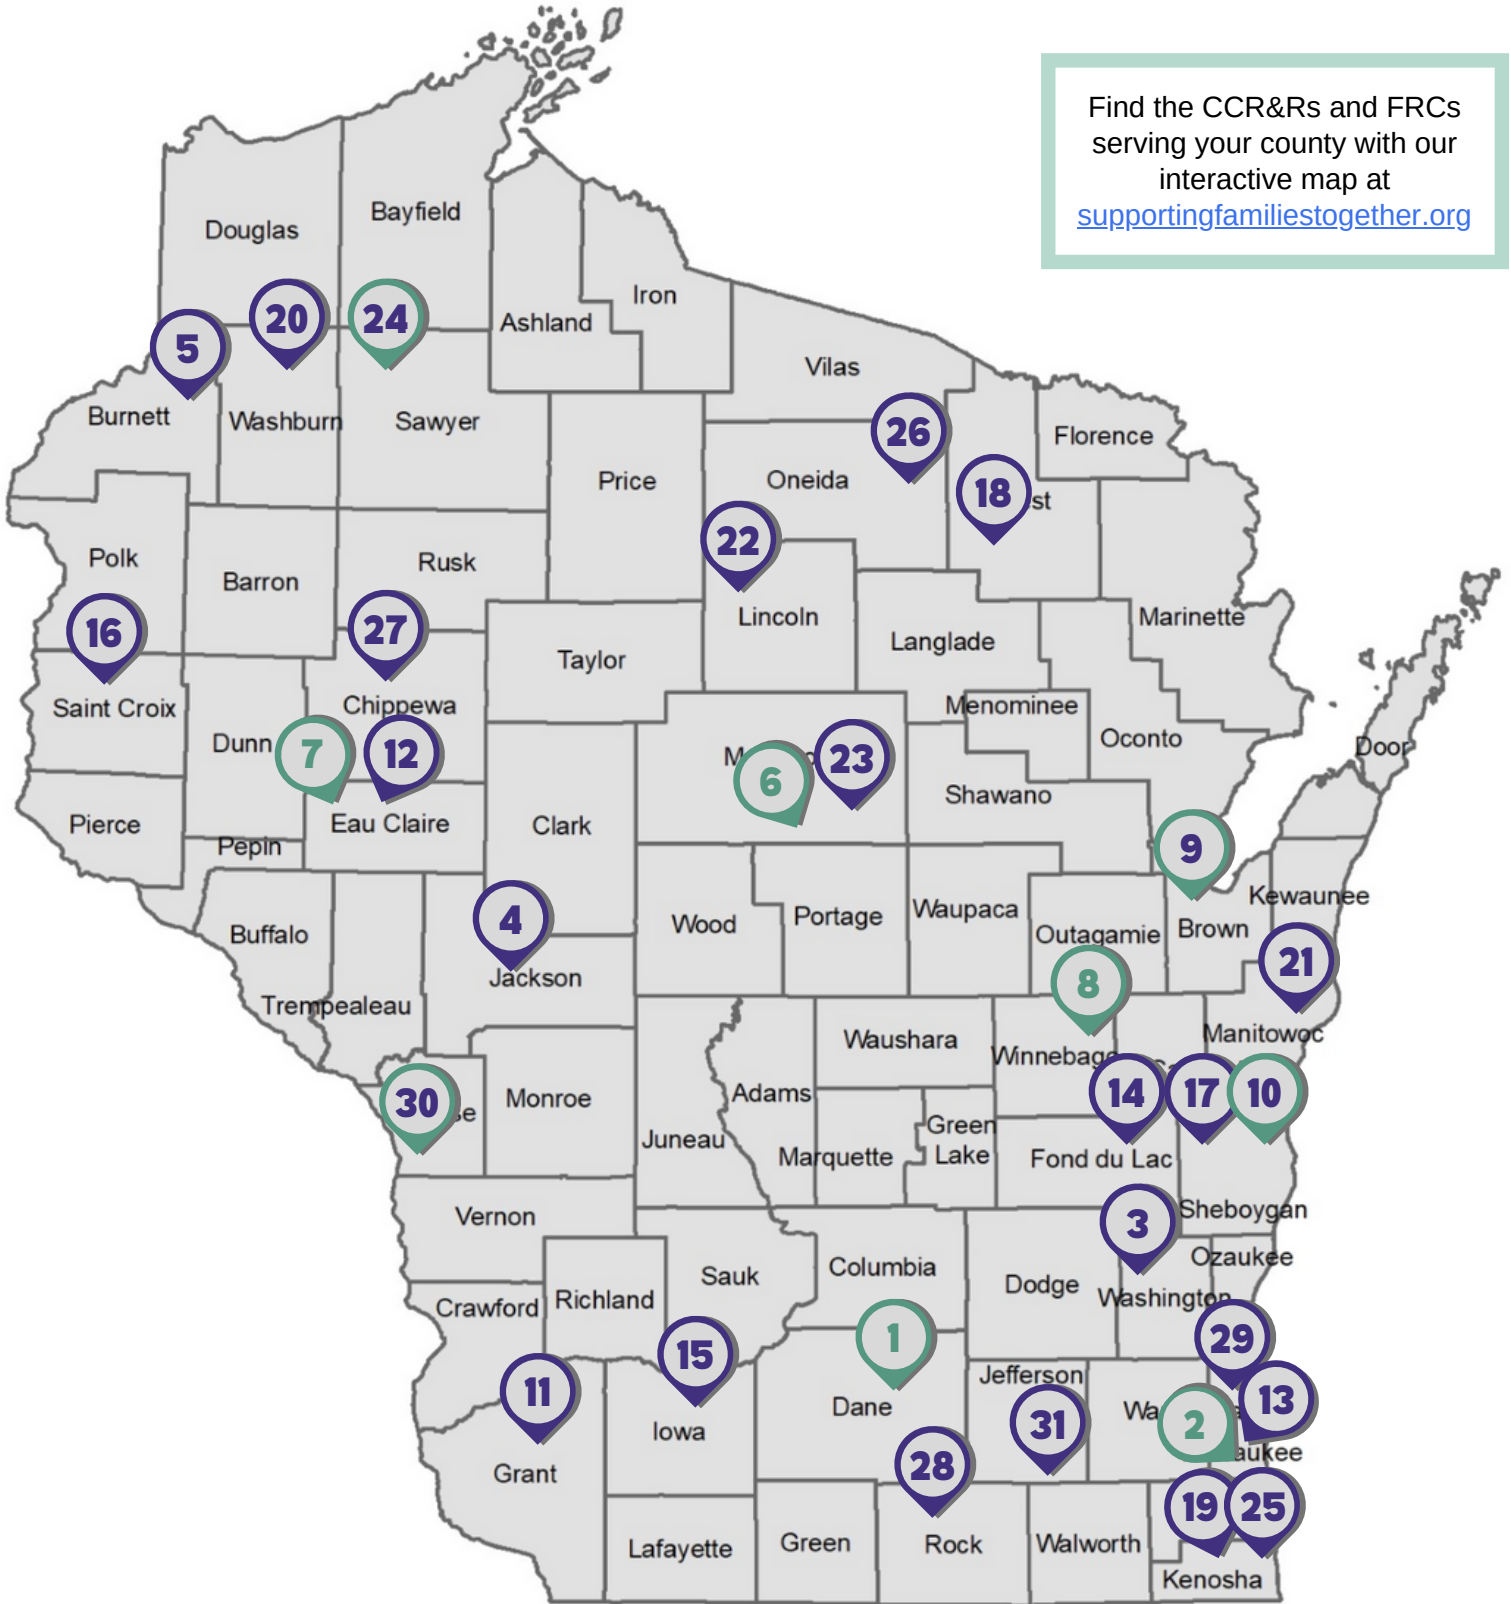 Find the CCR&Rs and FRCs
serving your county with our
interactive map at
supportingfamiliestogether.org
Bayfield
Douglas
Iron
20
24
Ashland
5
Vilas
Burnett
Washburn
Sawyer
26
Florence
Price
Oneida
18
st
22
Polk
Rusk
Barron
16
27
Lincoln
Marinette
Langlade
Taylor
Saint Croix
Chippewa
Menominee
Dunn
7
12
6
23
Oconto
Door
Shawano
Pierce
Eau Claire
Clark
Pepin
9
Kewaunee
4
Wood
Portage
Waupaca
Buffalo
Outagamie
Brown
21
Jackson
8
Trempealeau
Manitowoc
Waushara
Winnebag
30
se
Monroe
Adams
14
17
10
Juneau
Green
Lake
Marquette
Fond du Lac
Vernon
Sheboygan
3
Ozaukee
Columbia
Sauk
Dodge
Washington
Crawford
Richland
1
29
15
Jefferson
11
13
Dane
31
Wa
2
Iowa
aukee
Grant
28
19
25
Lafayette
Green
Rock
Walworth
Kenosha